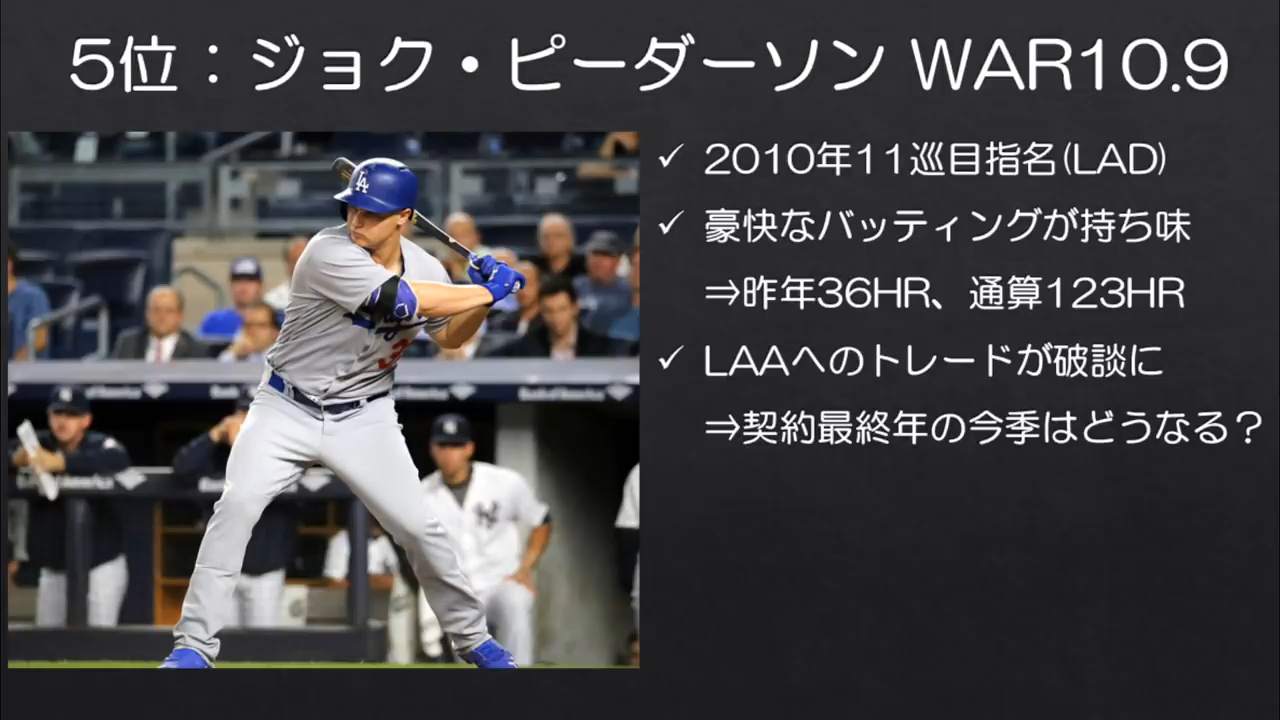 5位：ジョク・ピーダーソン WAR10.9
✓ 2010年11巡目指名(LAD)
✓ 豪快なバッティングが持ち味
⇒昨年36HR、通算123HR
✓ LAAへのトレードが破談に
⇒契約最終年の今季はどうなる？
LA